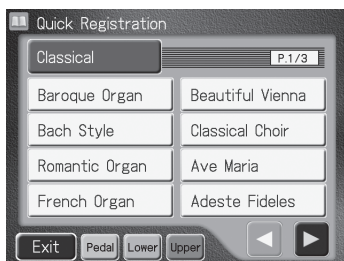 Quick Registration
Classical P.1/3
Baroque Organ Beautiful Vienna
Bach Style Classical Choir
Romantic Organ Ave Maria
French Organ Adeste Fideles
Exit Pedal Lower Upper